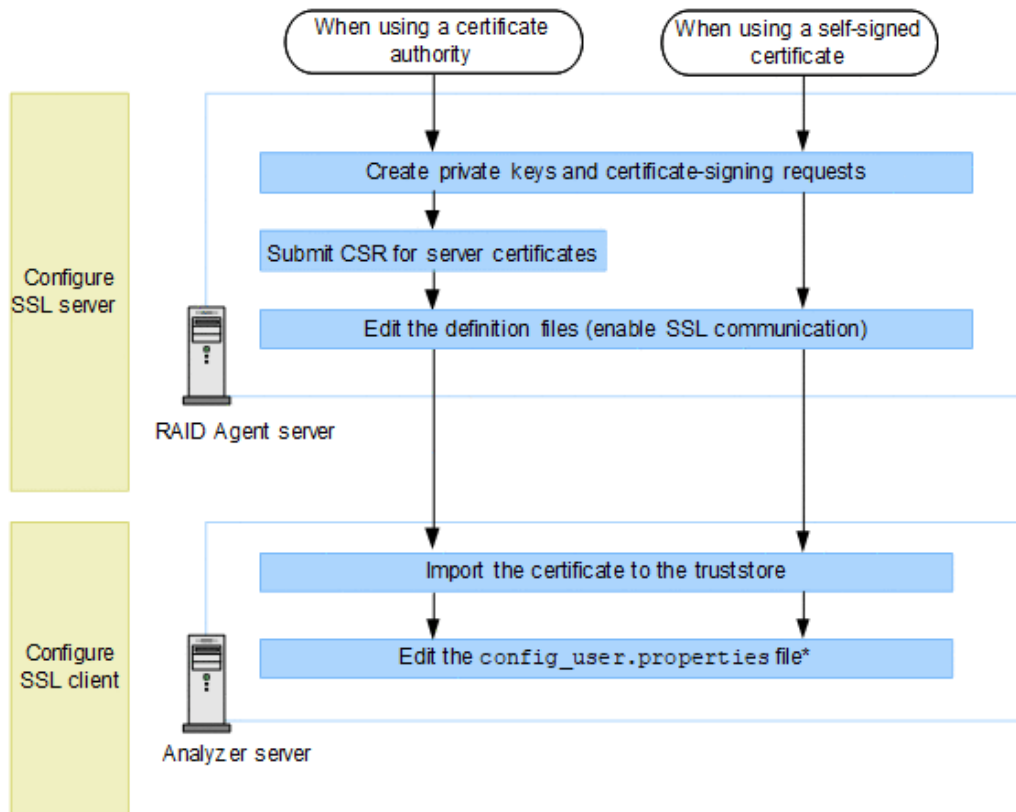 When using a certificate
authority
When using a self-signed
certificate
Configure
SSL server
Create private keys and certificate-signing requests
Submit CSR for server certificates
Edit the definition files (enable SSL communication)
RAID Agent server
Configure
SSL client
Import the certificate to the truststore
Edit the config_user.properties file*
Analyzer server